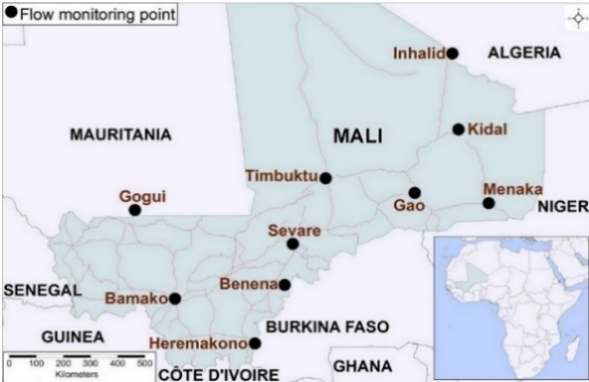 Flow monitoring point
Inhalid
ALGERIA
MAURITANIA
MALI
Kidal
Timbuktu
Gogui
Gao
Menaka
NIGER
Sevare
SENEGAL
Bamako
Benena
GUINEA
Heremakono
BURKINA FASO
0 100 200 300 400 500
Kilometers
CÔTE D'IVOIRE
GHANA